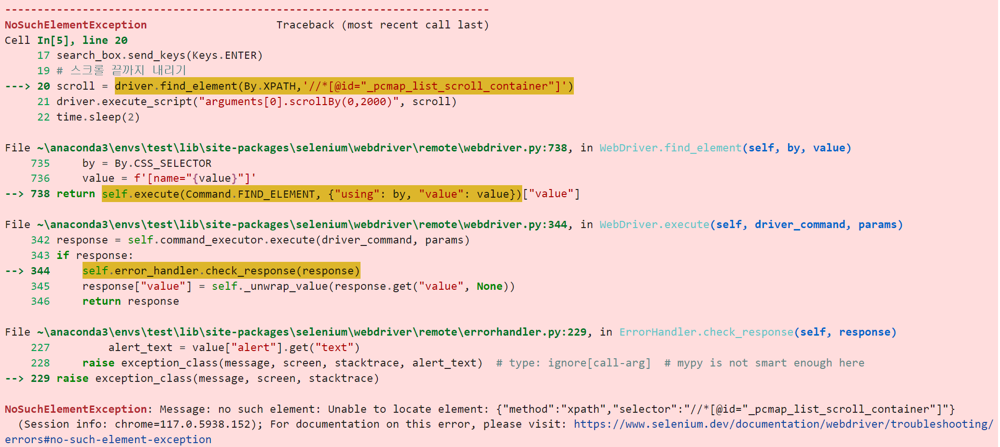 ---------------------------------------------------------------------------
NoSuchElementException                    Traceback (most recent call last)
Cell In[5], line 20
     17 search_box.send_keys(Keys.ENTER)
     19 # 스크롤 끝까지 내리기
---> 20 scroll = driver.find_element(By.XPATH,'//*[@id="_pcmap_list_scroll_container"]')
     21 driver.execute_script("arguments[0].scrollBy(0,2000)", scroll)
     22 time.sleep(2)

File ~\anaconda3\envs\test\lib\site-packages\selenium\webdriver\remote\webdriver.py:738, in WebDriver.find_element(self, by, value)
    735     by = By.CSS_SELECTOR
    736     value = f'[name="{value}"]'
--> 738 return self.execute(Command.FIND_ELEMENT, {"using": by, "value": value})["value"]

File ~\anaconda3\envs\test\lib\site-packages\selenium\webdriver\remote\webdriver.py:344, in WebDriver.execute(self, driver_command, params)
    342 response = self.command_executor.execute(driver_command, params)
    343 if response:
--> 344     self.error_handler.check_response(response)
    345     response["value"] = self._unwrap_value(response.get("value", None))
    346     return response

File ~\anaconda3\envs\test\lib\site-packages\selenium\webdriver\remote\errorhandler.py:229, in ErrorHandler.check_response(self, response)
    227         alert_text = value["alert"].get("text")
    228     raise exception_class(message, screen, stacktrace, alert_text)  # type: ignore[call-arg]  # mypy is not smart enough here
--> 229 raise exception_class(message, screen, stacktrace)

NoSuchElementException: Message: no such element: Unable to locate element: {"method":"xpath","selector":"//*[@id="_pcmap_list_scroll_container"]"}
  (Session info: chrome=117.0.5938.152); For documentation on this error, please visit: https://www.selenium.dev/documentation/webdriver/troubleshooting/
errors#no-such-element-exception